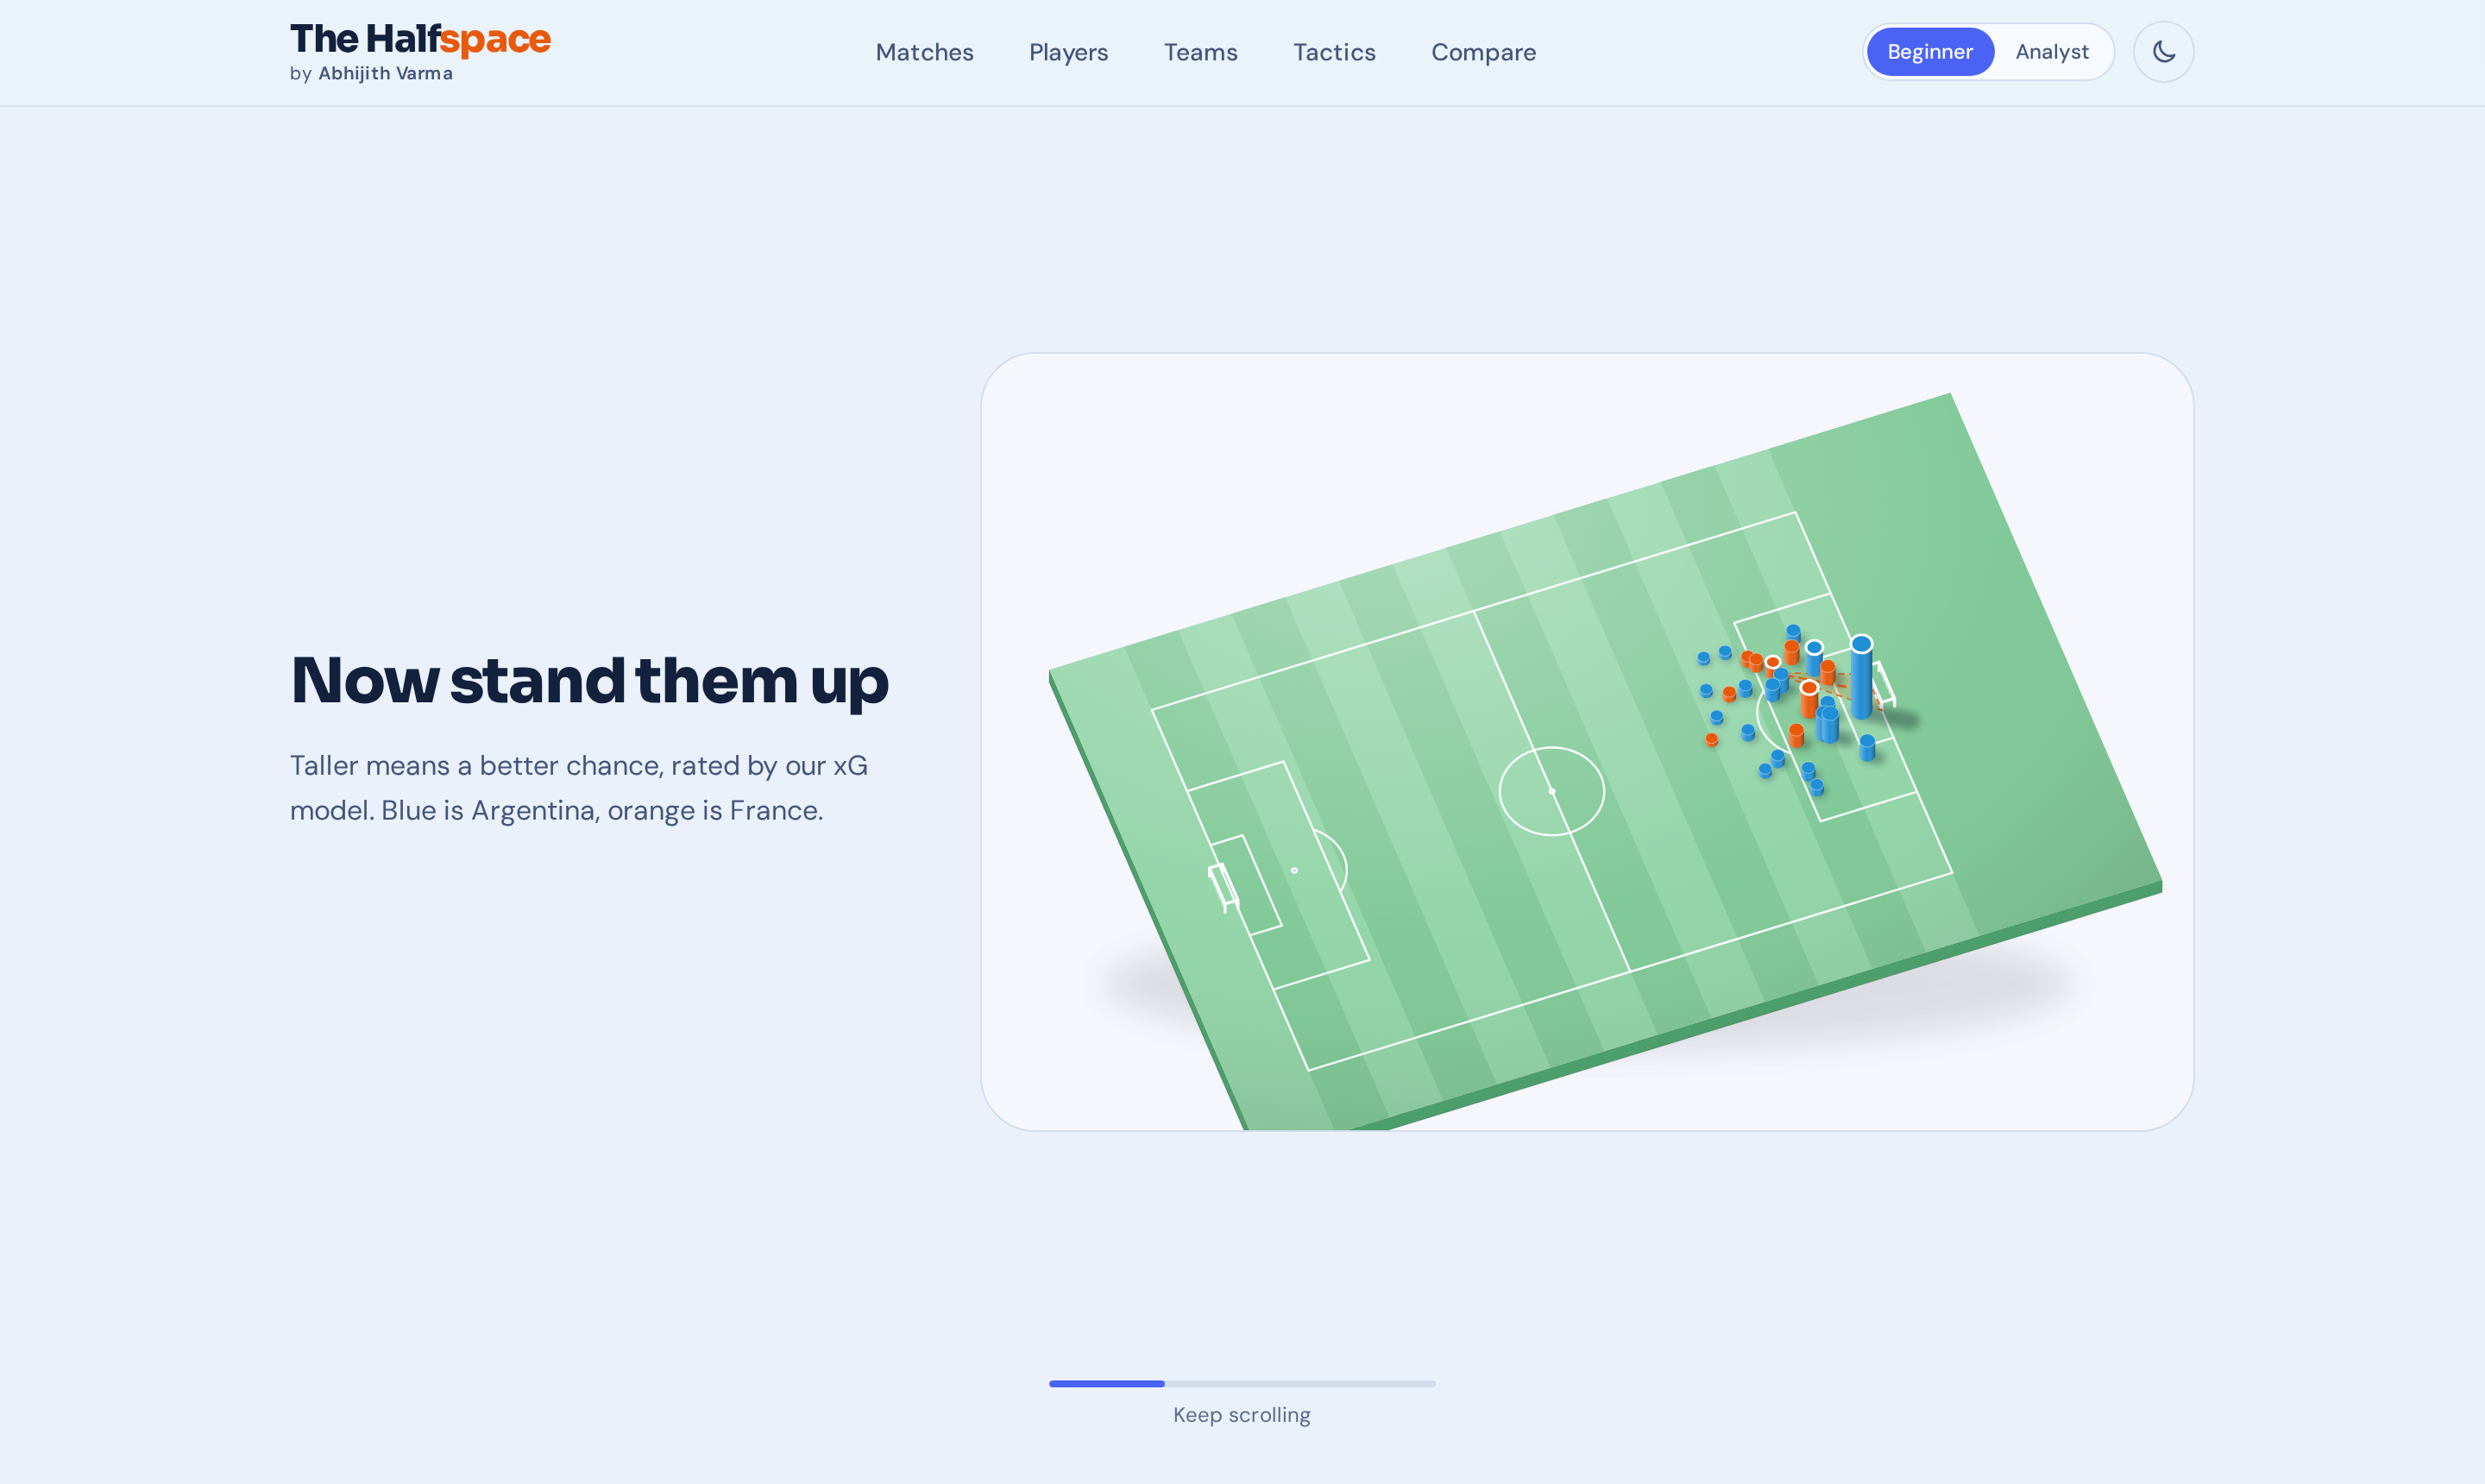 The Halfspace
by Abhijith Varma
Matches
Players
Teams
Tactics
Compare
Beginner
Analyst
Now stand them up
Taller means a better chance, rated by our xG
model. Blue is Argentina, orange is France.
Keep scrolling